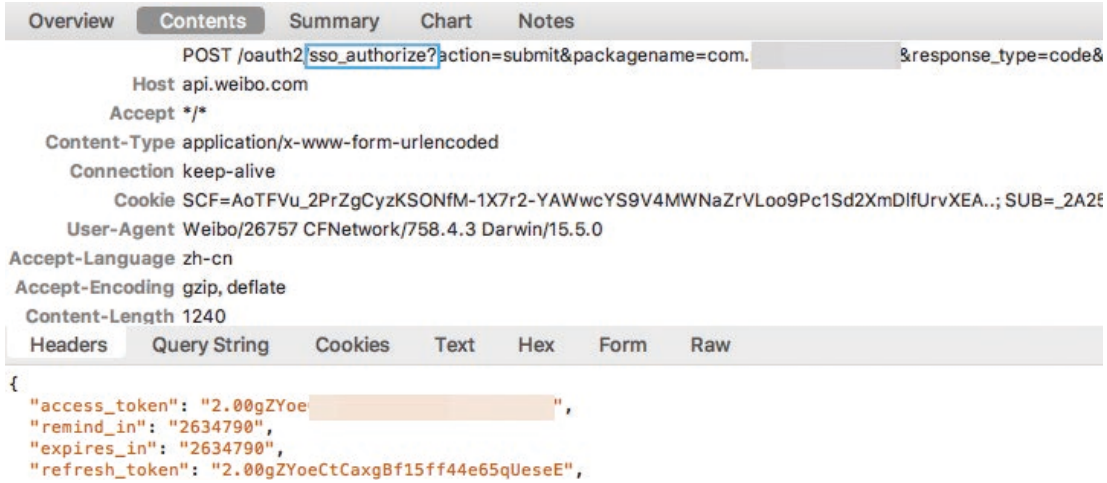 Overview Contents Summary Chart Notes
POST /oauth2/sso_authorize?action=submit&packagename=com. &response_type=code&
Host api.weibo.com
Accept */*
Content-Type application/x-www-form-urlencoded
Connection keep-alive
Cookie SCF=AoTFVu_2PrZgCyzKSONfM-1X7r2-YAWwcYS9V4MWNaZrVLoo9Pc1Sd2XmDlfUrvXEA..; SUB=_2A25
User-Agent Weibo/26757 CFNetwork/758.4.3 Darwin/15.5.0
Accept-Language zh-cn
Accept-Encoding gzip, deflate
Content-Length 1240
Headers Query String Cookies Text Hex Form Raw
{
"access_token": "2.00gZYoe ",
"remind_in": "2634790",
"expires_in": "2634790",
"refresh_token": "2.00gZYoeCtCaxgBf15ff44e65qUeseE",